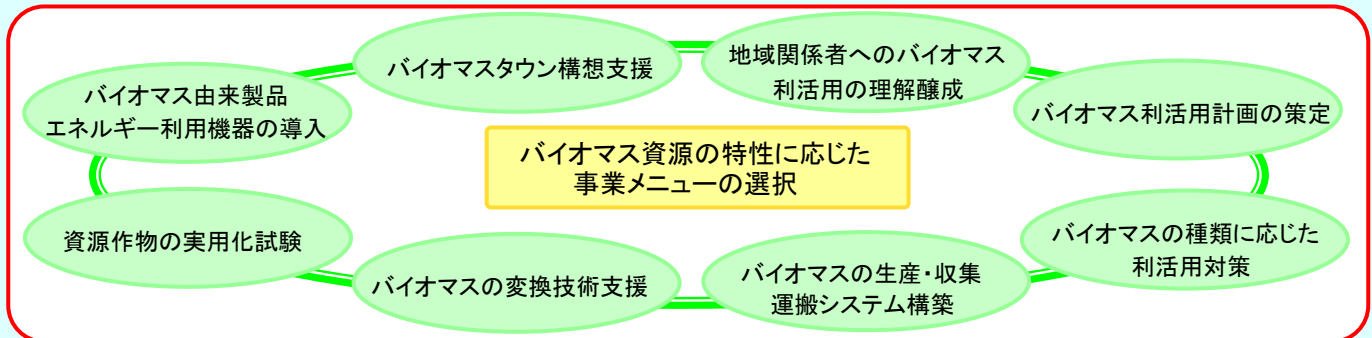 バイオマスタウン構想支援
地域関係者へのバイオマス
利活用の理解醸成
バイオマス由来製品
エネルギー利用機器の導入
バイオマス利活用計画の策定
バイオマス資源の特性に応じた
事業メニューの選択
資源作物の実用化試験
バイオマスの種類に応じた
利活用対策
バイオマスの変換技術支援
バイオマスの生産・収集
運搬システム構築